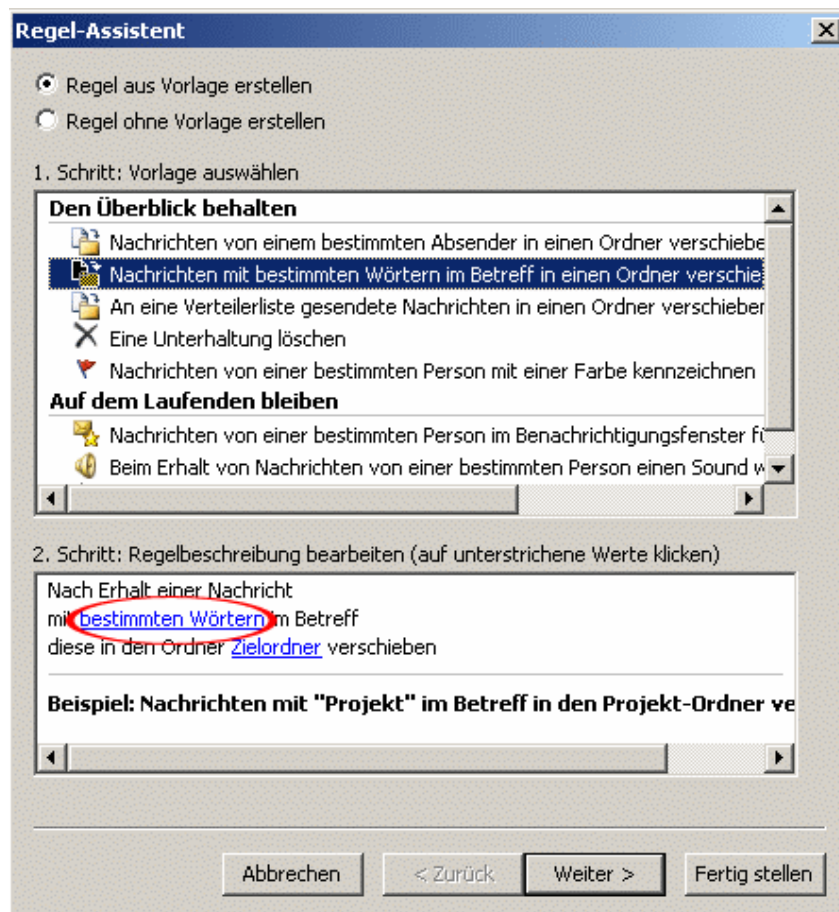 Regel-Assistent
Regel aus Vorlage erstellen
Regel ohne Vorlage erstellen
1. Schritt: Vorlage auswählen
Den Überblick behalten
Nachrichten von einem bestimmten Absender in einen Ordner verschiebe
Nachrichten mit bestimmten Wörtern im Betreff in einen Ordner verschie
An eine Verteilerliste gesendete Nachrichten in einen Ordner verschieben
Eine Unterhaltung löschen
Nachrichten von einer bestimmten Person mit einer Farbe kennzeichnen
Auf dem Laufenden bleiben
Nachrichten von einer bestimmten Person im Benachrichtigungsfenster fü
Beim Erhalt von Nachrichten von einer bestimmten Person einen Sound w
2. Schritt: Regelbeschreibung bearbeiten (auf unterstrichene Werte klicken)
Nach Erhalt einer Nachricht
mit bestimmten Wörtern im Betreff
diese in den Ordner Zielordner verschieben
Beispiel: Nachrichten mit "Projekt" im Betreff in den Projekt-Ordner ve
Abbrechen < Zurück Weiter > Fertig stellen